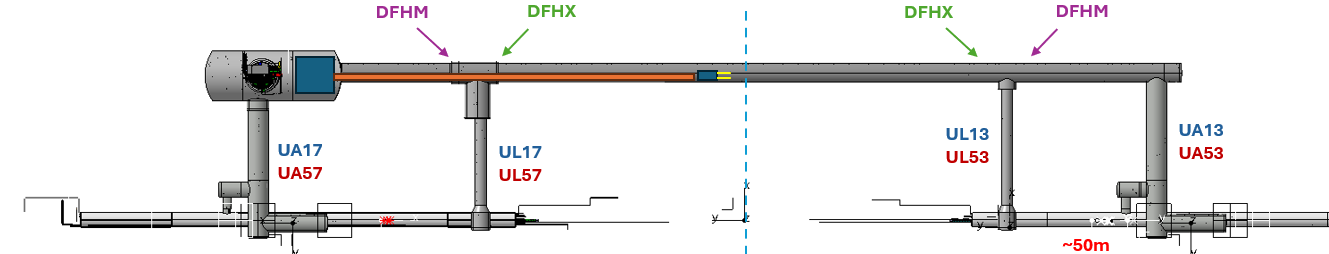 DFHM
DFHX
DFHX
DFHM
UA17
UA57
UL17
UL57
UL13
UL53
UA13
UA53
~50m